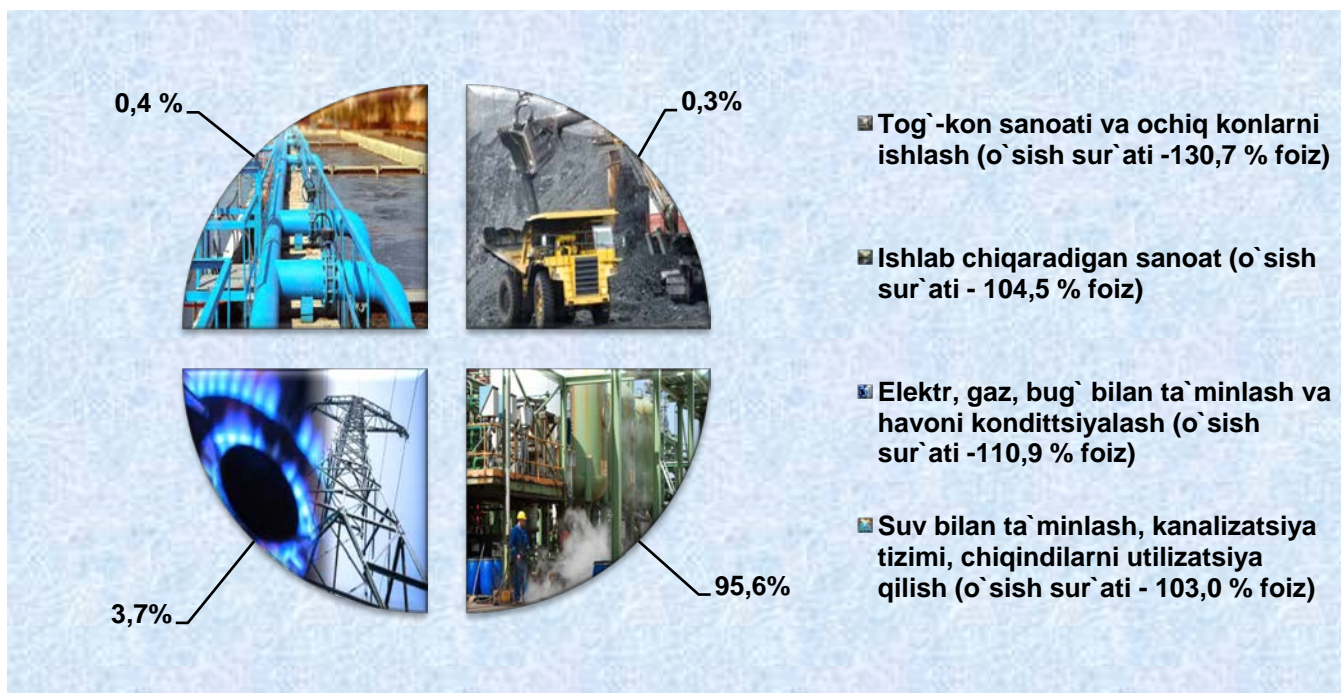 0,4 %
0,3%
Tog`-kon sanoati va ochiq konlarni
ishlash (o`sish sur`ati -130,7 % foiz)
Ishlab chiqaradigan sanoat (o`sish
sur`ati - 104,5 % foiz)
Elektr, gaz, bug` bilan ta`minlash va
havoni kondittsiyalash (o`sish
sur`ati -110,9 % foiz)
Suv bilan ta`minlash, kanalizatsiya
tizimi, chiqindilarni utilizatsiya
qilish (o`sish sur`ati - 103,0 % foiz)
3,7%
95,6%